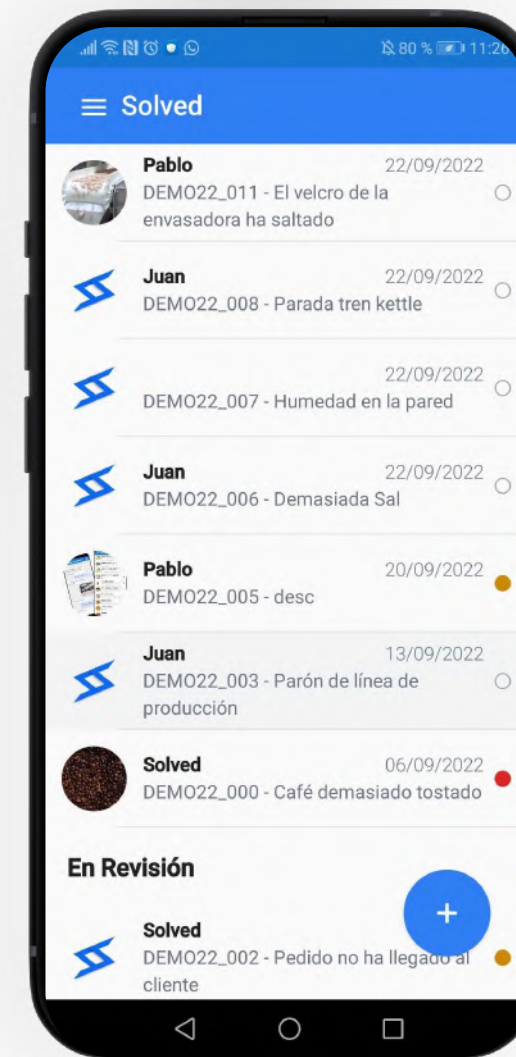 80 % 11:26
Solved
Pablo 22/09/2022
DEMO22_011 - El velcro de la
envasadora ha saltado
Juan 22/09/2022
DEMO22_008 - Parada tren kettle
22/09/2022
DEMO22_007 - Humedad en la pared
Juan 22/09/2022
DEMO22_006 - Demasiada Sal
Pablo 20/09/2022
DEMO22_005 - desc
Juan 13/09/2022
DEMO22_003 - Parón de línea de
producción
Solved 06/09/2022
DEMO22_000 - Café demasiado tostado
En Revisión
+
Solved
DEMO22_002 - Pedido no ha llegado al
cliente